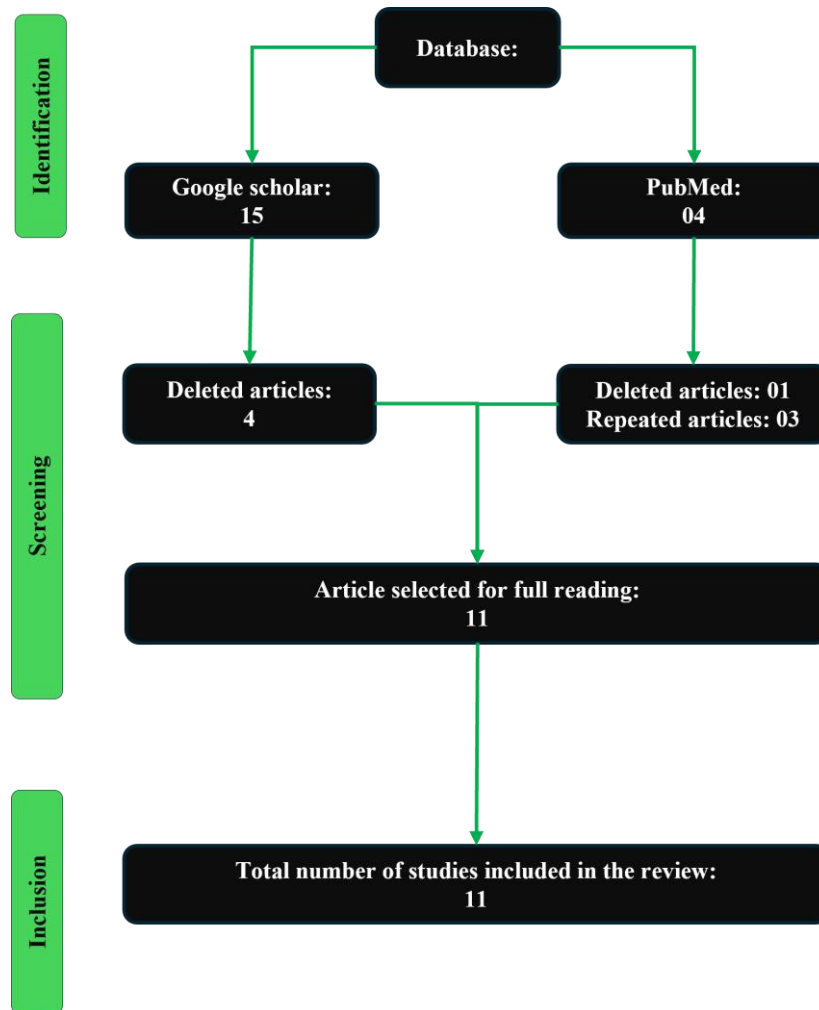 Identification
Database:
Google scholar:
15
PubMed:
04
Screening
Deleted articles:
4
Deleted articles: 01
Repeated articles: 03
Article selected for full reading:
11
Inclusion
Total number of studies included in the review:
11